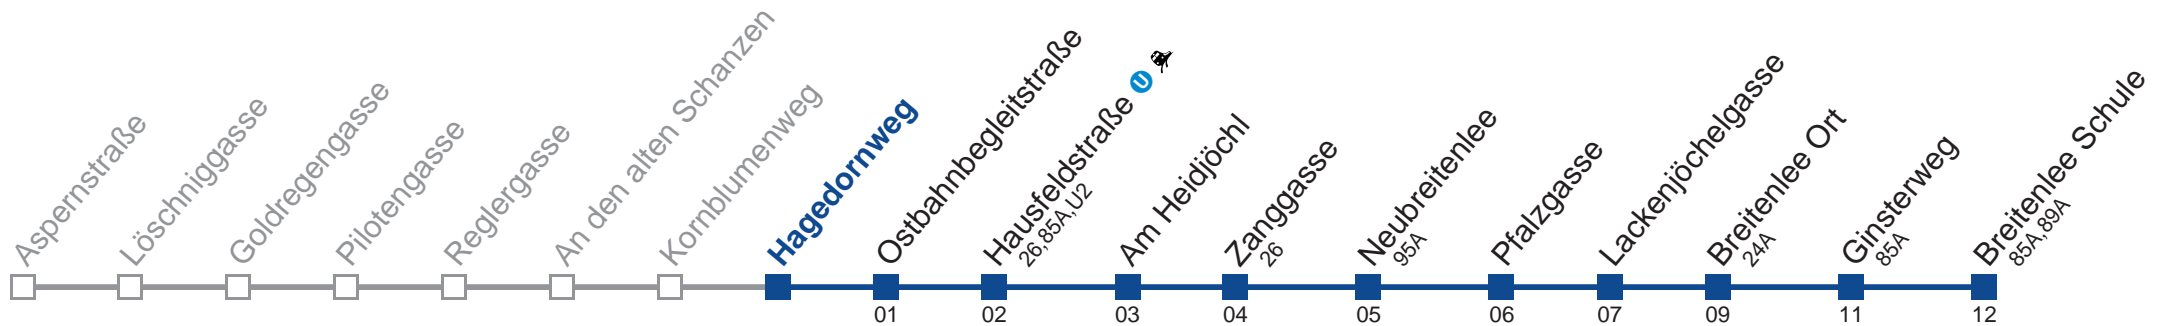 Aspernstraße
Löschniggasse
Goldregengasse
Pilotengasse
Reglergasse
An den alten Schanzen
Kornblumenweg
Hagedornweg
Ostbahnbegleitstraße
01
Hausfeldstraße U
26,85A,U2
02
Am Heidjöchl
03
Zanggasse
26
04
Neubreitenlee
95A
05
Pfalzgasse
06
Lackenjöchelgasse
07
Breitenlee Ort
24A
09
Ginsterweg
85A
11
Breitenlee Schule
85A,89A
12